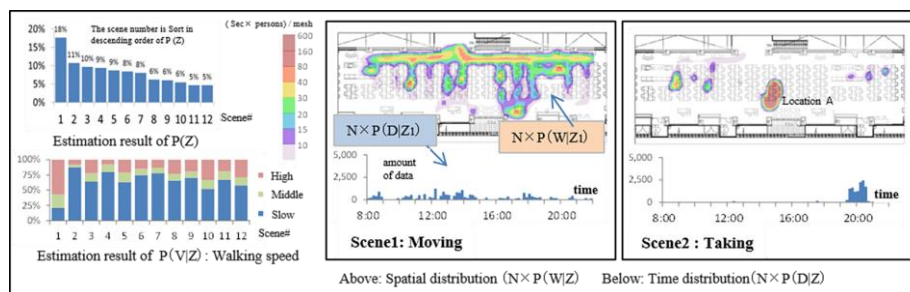 The scene number is Sort in
descending order of P (Z)
20%
15%
10%
5%
0%
18%
11%
10%
9%
9%
8%
8%
6%
6%
6%
5%
5%
1 2 3 4 5 6 7 8 9 10 11 12
Scene#
Estimation result of P(Z)
(Sec× persons) / mesh
600
160
80
40
30
20
15
10
100%
75%
50%
25%
0%
High
Middle
Slow
1 2 3 4 5 6 7 8 9 10 11 12
Scene#
Estimation result of P(V|Z) : Walking speed
N×P(D|Z1)
N×P(W|Z1)
5,000
2,500
0
amount
of data
time
8:00 12:00 16:00 20:00
Scene1: Moving
Location A
5,000
2,500
0
time
8:00 12:00 16:00 20:00
Scene2 : Taking
Above: Spatial distribution (N×P(W|Z) Below: Time distribution(N×P(D|Z)